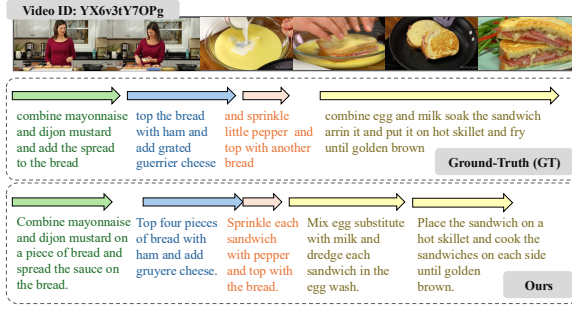 Video ID: YX6v3tY7OPg
combine mayonnaise
and dijon mustard
and add the spread
to the bread
top the bread
with ham and
add grated
guerrier cheese
and sprinkle
little pepper and
top with another
bread
combine egg and milk soak the sandwich
arrin it and put it on hot skillet and fry
until golden brown
Ground-Truth (GT)
Combine mayonnaise
and dijon mustard on
a piece of bread and
spread the sauce on
the bread.
Top four pieces
of bread with
ham and add
gruyere cheese.
Sprinkle each
sandwich
with pepper
and top with
the bread.
Mix egg substitute
with milk and
dredge each
sandwich in the
egg wash.
Place the sandwich on a
hot skillet and cook the
sandwiches on each side
until golden
brown.
Ours